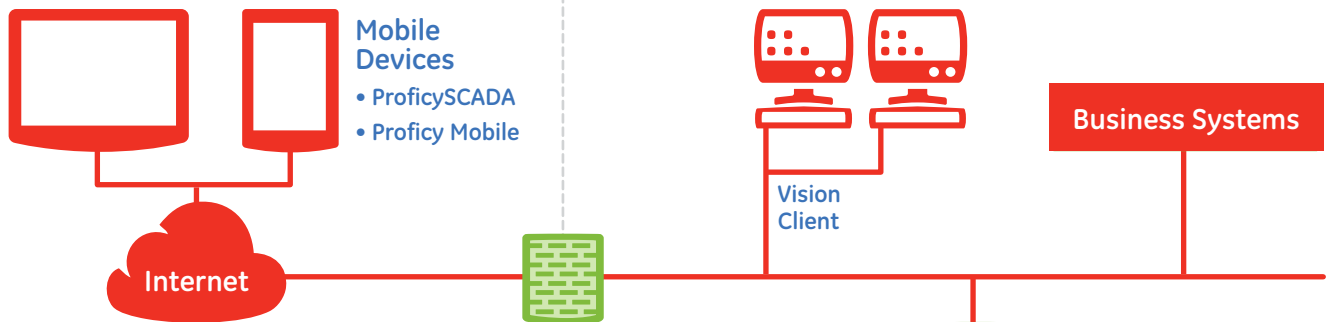 Mobile
Devices
• ProficySCADA
• Proficy Mobile
Business Systems
Vision
Client
Internet